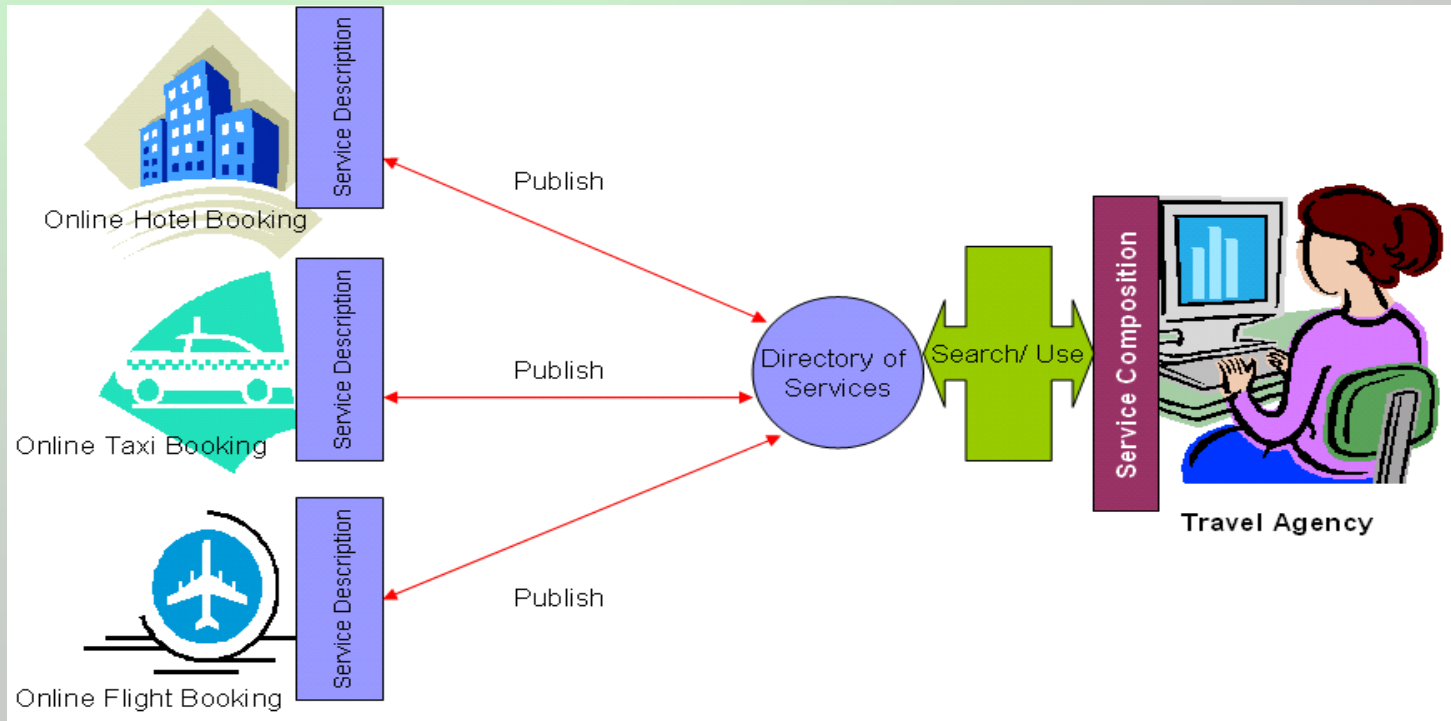 Service Description
Online Hotel Booking
Publish
Service Description
Online Taxi Booking
Publish
Service Description
Online Flight Booking
Publish
Directory of
Services
Search/ Use
Service Composition
Travel Agency